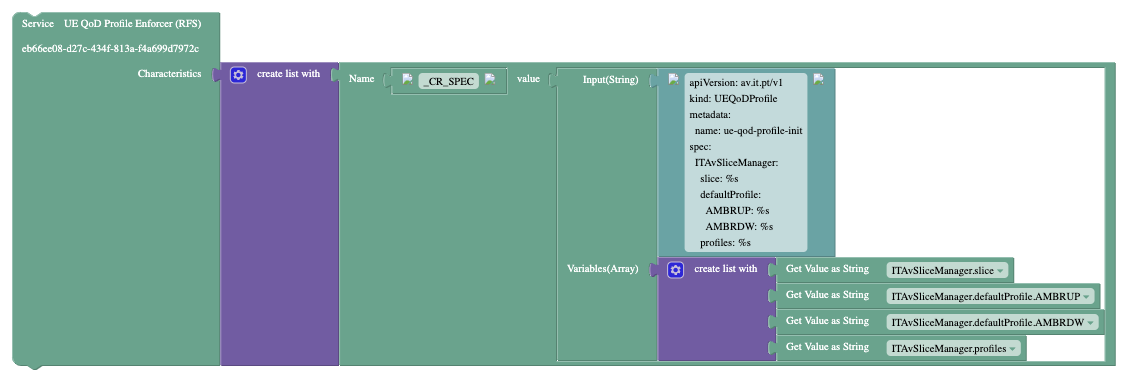 Service UE QoD Profile Enforcer (RFS)
eb66ee08-d27c-434f-813a-f4a699d7972c
Characteristics create list with Name _CR_SPEC value Input(String)
apiVersion: av.it.pt/v1
kind: UEQoDProfile
metadata:
name: ue-qod-profile-init
spec:
ITAvSliceManager:
slice: %s
defaultProfile:
AMBRUP: %s
AMBRDW: %s
profiles: %s
Variables(Array) create list with Get Value as String ITAvSliceManager.slice
Get Value as String ITAvSliceManager.defaultProfile.AMBRUP
Get Value as String ITAvSliceManager.defaultProfile.AMBRDW
Get Value as String ITAvSliceManager.profiles